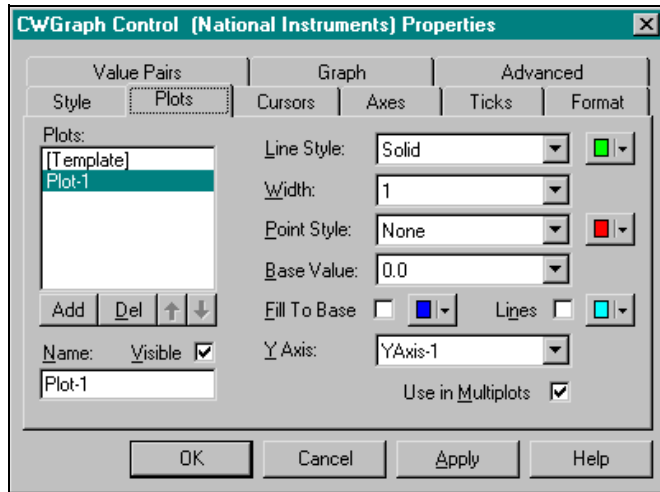 CWGraph Control (National Instruments) Properties
Value Pairs Graph Advanced
Style Plots Cursors Axes Ticks Format
Plots:
[Template]
Plot-1
Add Del
Name: Visible
Plot-1
Line Style: Solid
Width: 1
Point Style: None
Base Value: 0.0
Fill To Base Lines
Y Axis: YAxis-1
Use in Multiplots
OK Cancel Apply Help